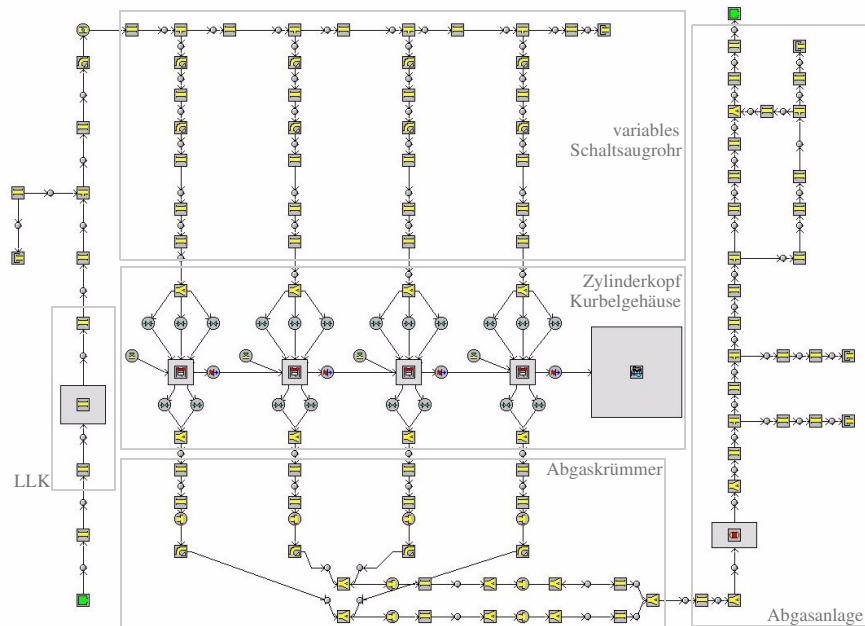 variables
Schaltsaugrohr
Zylinderkopf
Kurbelgehäuse
LLK
Abgaskrümmer
Abgasanlage